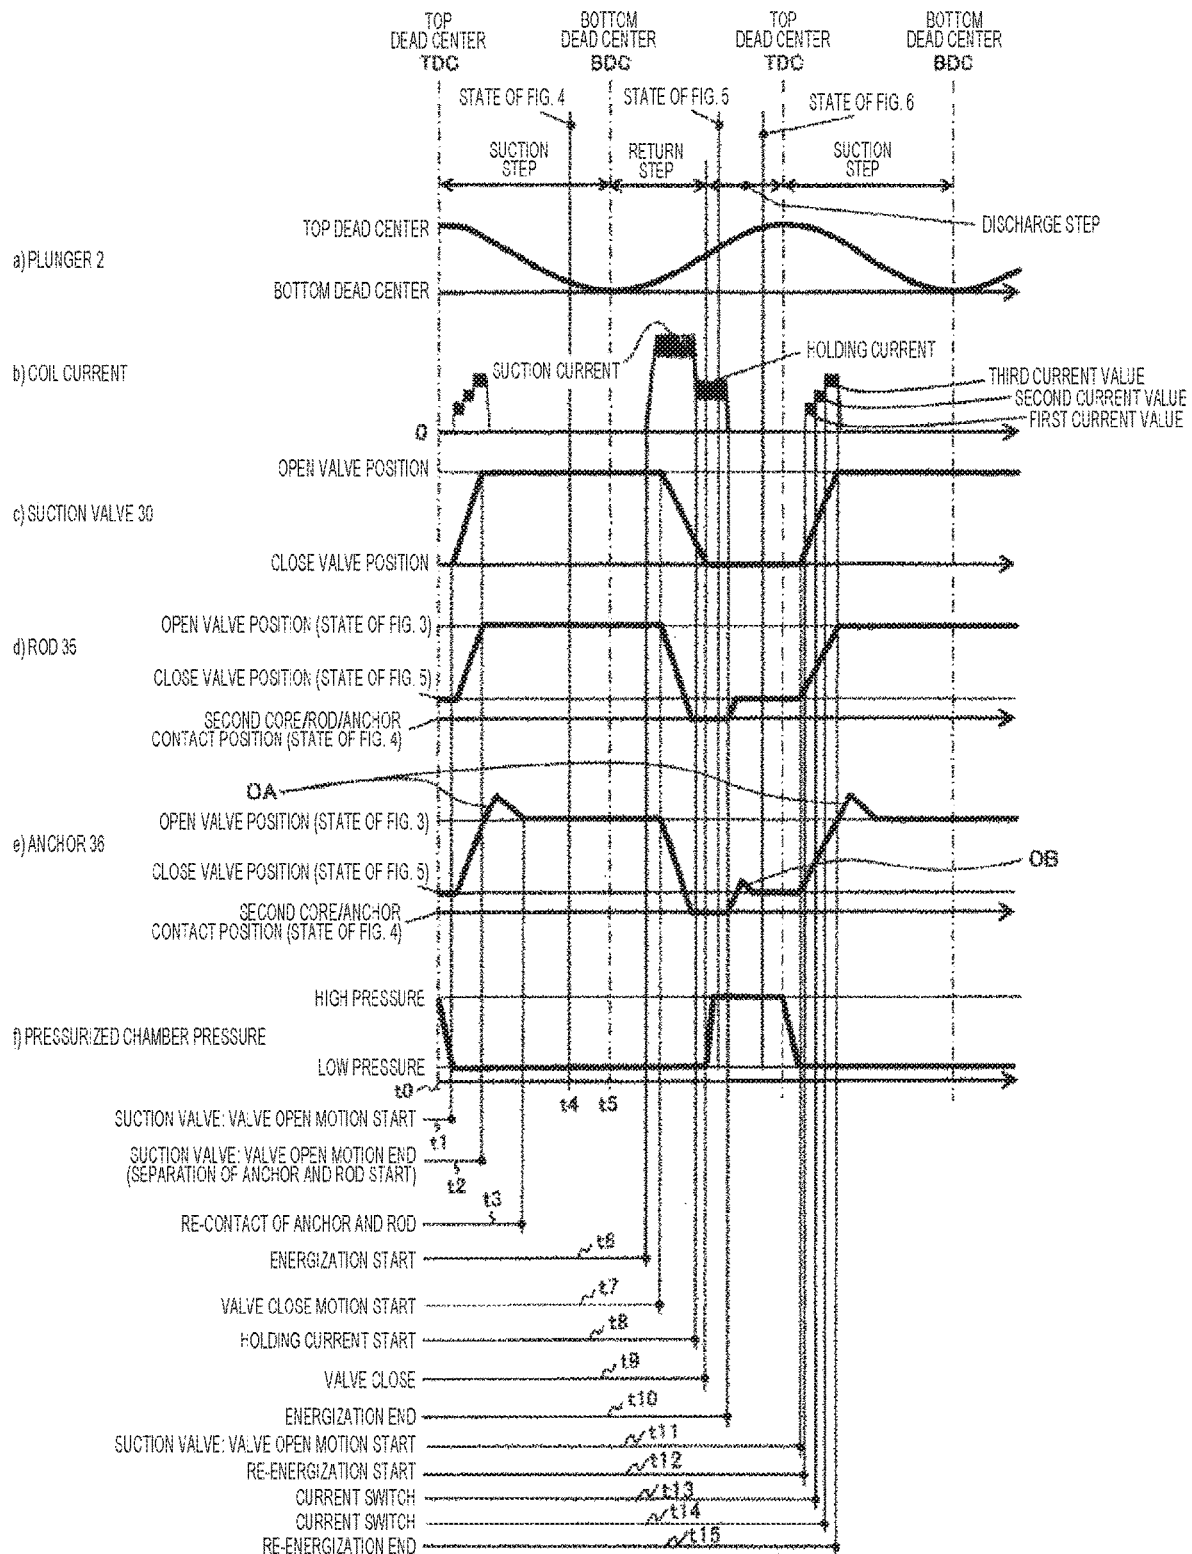 TOP
DEAD CENTER
TDC
BOTTOM
DEAD CENTER
BDC
TOP
DEAD CENTER
TDC
BOTTOM
DEAD CENTER
BDC
STATE OF FIG. 4
STATE OF FIG. 5
STATE OF FIG. 6
SUCTION
STEP
RETURN
STEP
SUCTION
STEP
DISCHARGE STEP
a) PLUNGER 2
TOP DEAD CENTER
BOTTOM DEAD CENTER
b) COIL CURRENT
SUCTION CURRENT
HOLDING CURRENT
THIRD CURRENT VALUE
SECOND CURRENT VALUE
FIRST CURRENT VALUE
0
c) SUCTION VALVE 30
OPEN VALVE POSITION
CLOSE VALVE POSITION
d) ROD 35
OPEN VALVE POSITION (STATE OF FIG. 3)
CLOSE VALVE POSITION (STATE OF FIG. 5)
SECOND CORE/ROD/ANCHOR
CONTACT POSITION (STATE OF FIG. 4)
OA
e) ANCHOR 36
OPEN VALVE POSITION (STATE OF FIG. 3)
CLOSE VALVE POSITION (STATE OF FIG. 5)
OB
SECOND CORE/ANCHOR
CONTACT POSITION (STATE OF FIG. 4)
f) PRESSURIZED CHAMBER PRESSURE
HIGH PRESSURE
LOW PRESSURE
t0
t4
t5
SUCTION VALVE: VALVE OPEN MOTION START
t1
SUCTION VALVE: VALVE OPEN MOTION END
(SEPARATION OF ANCHOR AND ROD START)
t2
RE-CONTACT OF ANCHOR AND ROD
t3
ENERGIZATION START
t6
VALVE CLOSE MOTION START
t7
HOLDING CURRENT START
t8
VALVE CLOSE
t9
ENERGIZATION END
t10
SUCTION VALVE: VALVE OPEN MOTION START
t11
RE-ENERGIZATION START
t12
CURRENT SWITCH
t13
CURRENT SWITCH
t14
RE-ENERGIZATION END
t15